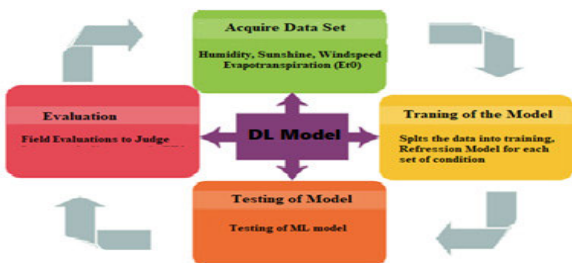 Acquire Data Set
Humidity, Sunshine, Windspeed
Evapotranspiration (Et0)
Evaluation
Field Evaluations to Judge
DL Model
Traning of the Model
Splts the data into training,
Refression Model for each
set of condition
Testing of Model
Testing of ML model